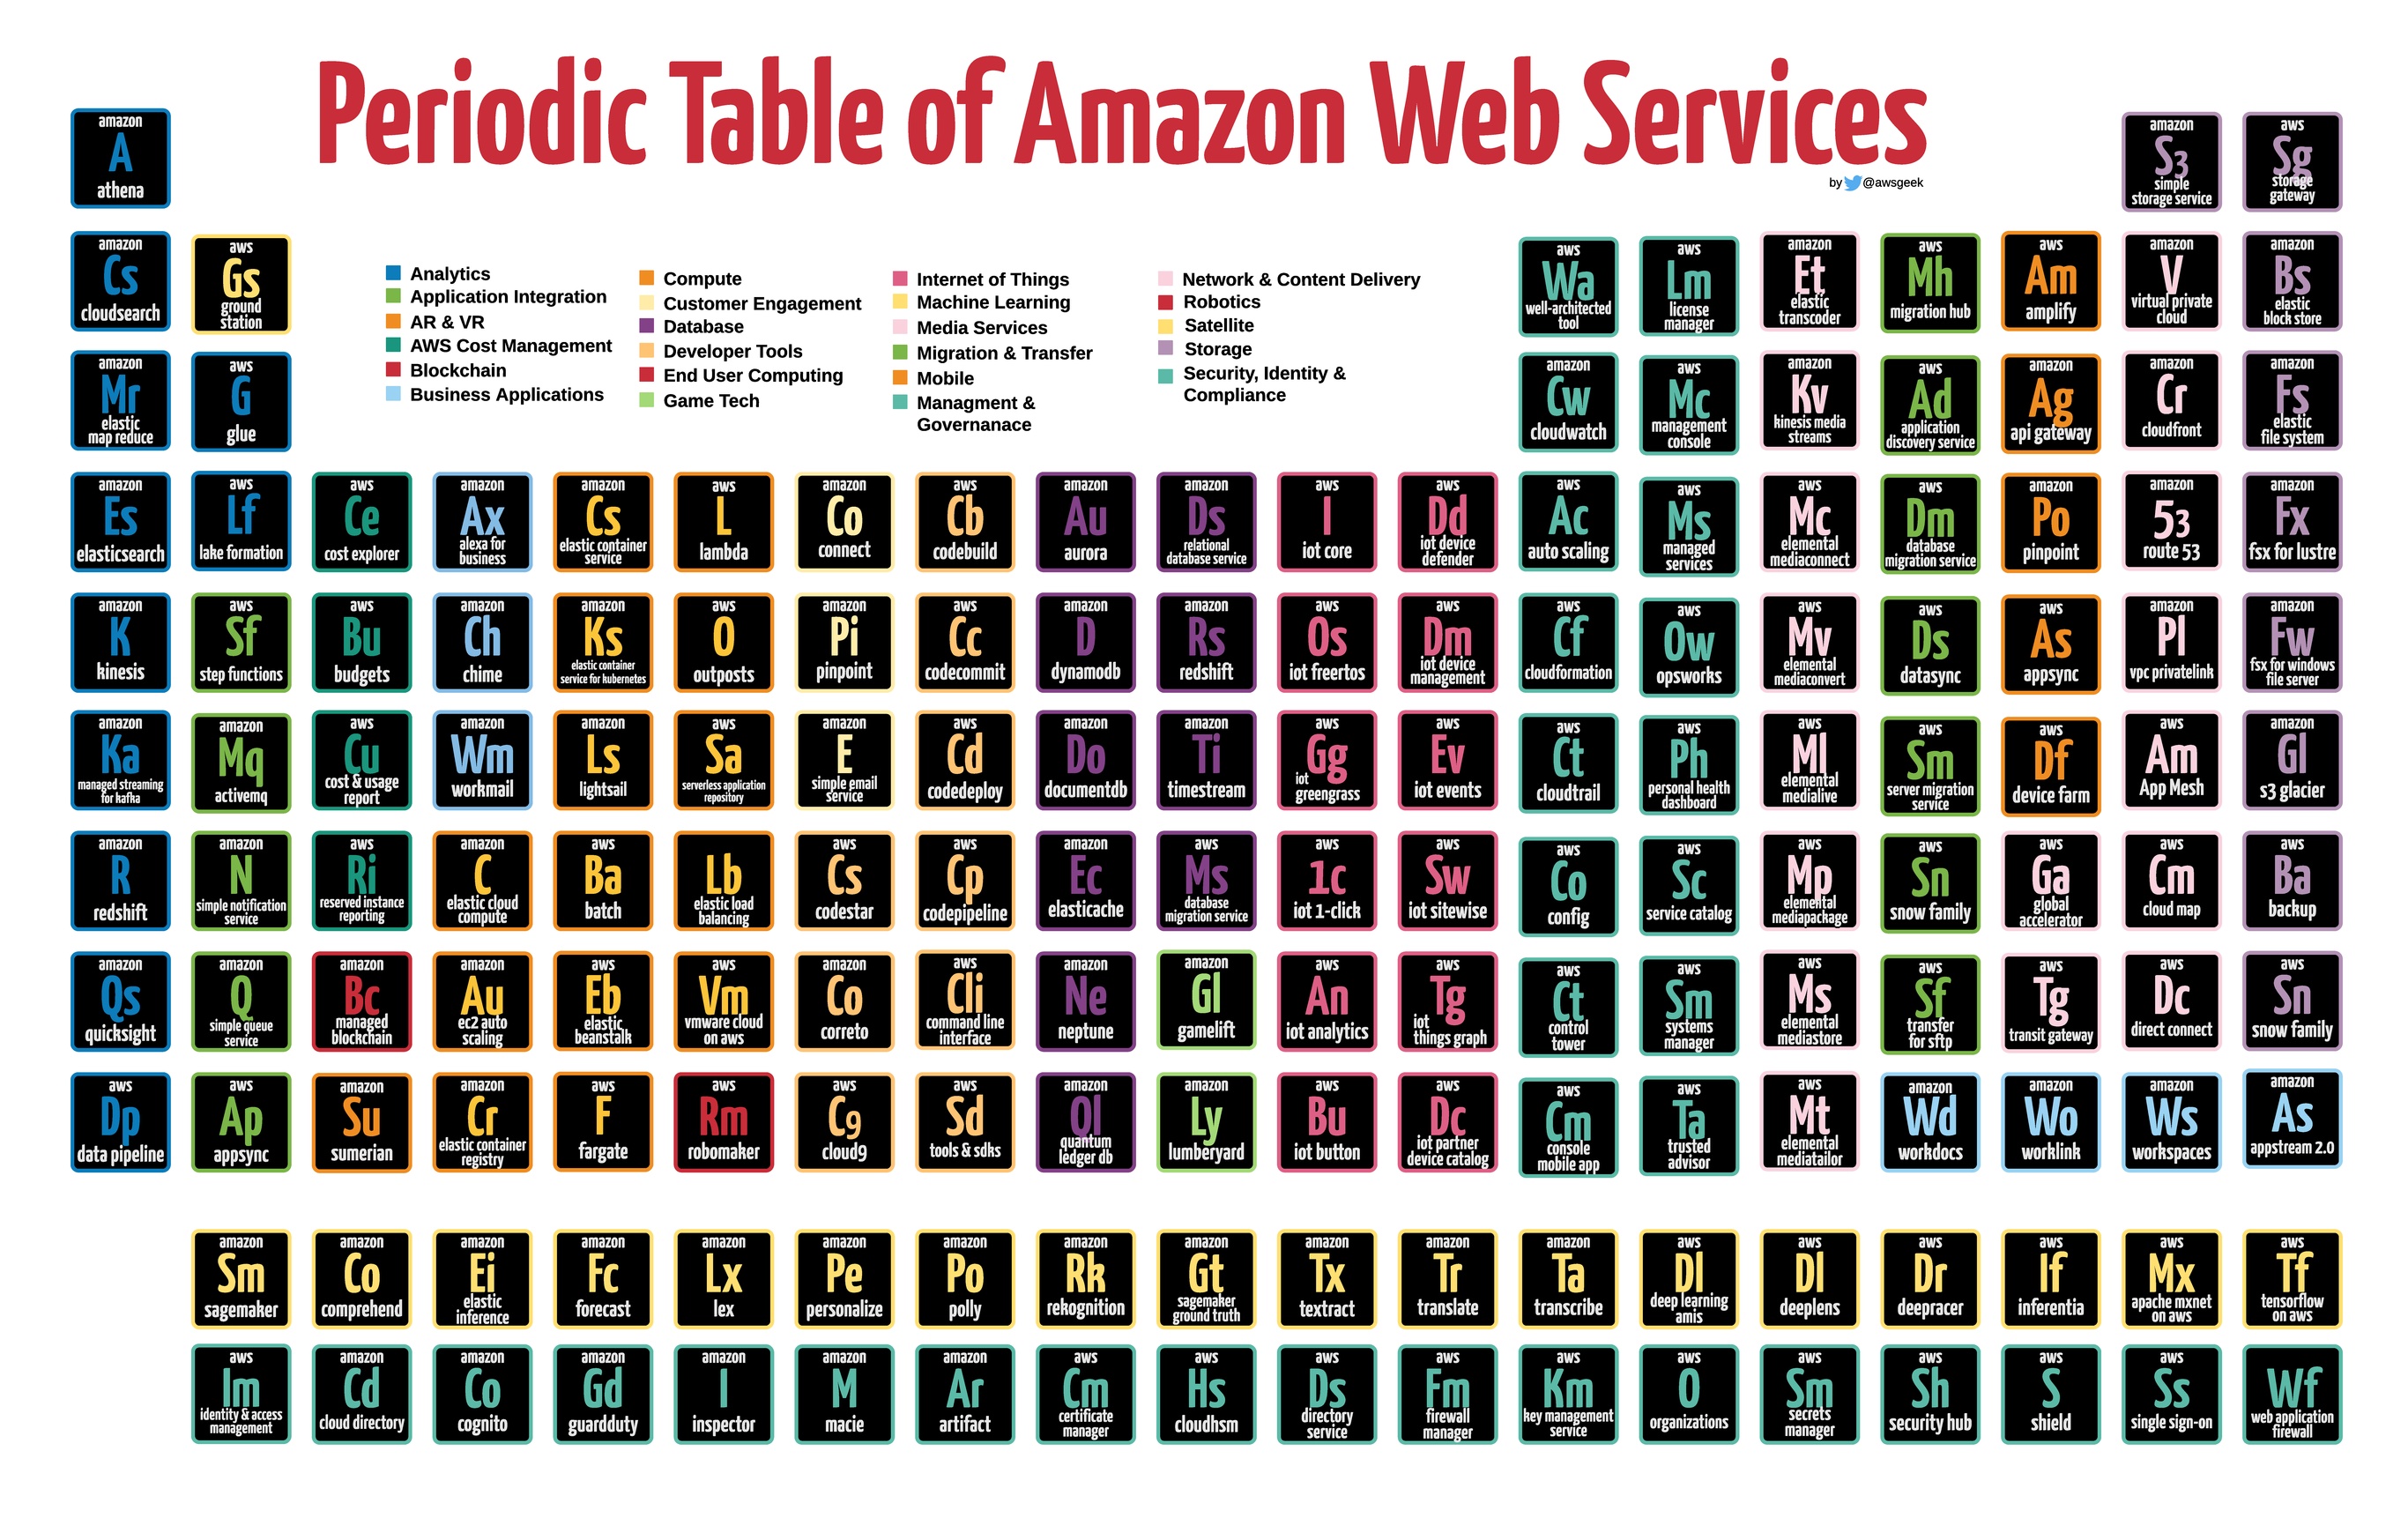 Periodic Table of Amazon Web Services
by @awsgeek
amazon
A
athena
amazon
S3
simple
storage service
aws
Sg
storage
gateway
amazon
Cs
cloudsearch
aws
Gs
ground
station
Analytics
Application Integration
AR & VR
AWS Cost Management
Blockchain
Business Applications
Compute
Customer Engagement
Database
Developer Tools
End User Computing
Game Tech
Internet of Things
Machine Learning
Media Services
Migration & Transfer
Mobile
Managment &
Governanace
Network & Content Delivery
Robotics
Satellite
Storage
Security, Identity &
Compliance
aws
Wa
well-architected
tool
aws
Lm
license
manager
amazon
Et
elastic
transcoder
aws
Mh
migration hub
aws
Am
amplify
amazon
V
virtual private
cloud
amazon
Bs
elastic
block store
amazon
Mr
elastic
map reduce
aws
G
glue
amazon
Cw
cloudwatch
aws
Mc
management
console
amazon
Kv
kinesis media
streams
aws
Ad
application
discovery service
amazon
Ag
api gateway
amazon
Cr
cloudfront
amazon
Fs
elastic
file system
amazon
Es
elasticsearch
aws
Lf
lake formation
aws
Ce
cost explorer
amazon
Ax
alexa for
business
amazon
Cs
elastic container
service
aws
L
lambda
amazon
Co
connect
aws
Cb
codebuild
amazon
Au
aurora
amazon
Ds
relational
database service
aws
I
iot core
aws
Dd
iot device
defender
aws
Ac
auto scaling
aws
Ms
managed
services
aws
Mc
elemental
mediaconnect
aws
Dm
database
migration service
amazon
Po
pinpoint
amazon
53
route 53
amazon
Fx
fsx for lustre
amazon
K
kinesis
aws
Sf
step functions
aws
Bu
budgets
amazon
Ch
chime
amazon
Ks
elastic container
service for kubernetes
aws
O
outposts
amazon
Pi
pinpoint
aws
Cc
codecommit
amazon
D
dynamodb
amazon
Rs
redshift
amazon
Os
iot freertos
aws
Dm
iot device
management
aws
Cf
cloudformation
aws
Ow
opsworks
aws
Mv
elemental
mediaconvert
aws
Ds
datasync
aws
As
appsync
amazon
Pl
vpc privatelink
amazon
Fw
fsx for windows
file server
amazon
Ka
managed streaming
for kafka
amazon
Mq
activemq
aws
Cu
cost & usage
report
amazon
Wm
workmail
amazon
Ls
lightsail
aws
Sa
serverless application
repository
amazon
E
simple email
service
aws
Cd
codedeploy
amazon
Do
documentdb
amazon
Ti
timestream
aws
Gg
iot
greengrass
aws
Ev
iot events
aws
Ct
cloudtrail
aws
Ph
personal health
dashboard
aws
Ml
elemental
medialive
aws
Sm
server migration
service
aws
Df
device farm
aws
Am
App Mesh
amazon
Gl
s3 glacier
amazon
R
redshift
amazon
N
simple notification
service
aws
Ri
reserved instance
reporting
amazon
C
elastic cloud
compute
aws
Ba
batch
Lb
elastic load
balancing
aws
Cs
codestar
aws
Cp
codepipeline
amazon
Ec
elasticache
aws
Ms
database
migration service
aws
1c
iot 1-click
aws
Sw
iot sitewise
aws
Co
config
aws
Sc
service catalog
aws
Mp
elemental
mediapackage
aws
Sn
snow family
aws
Ga
global
accelerator
aws
Cm
cloud map
aws
Ba
backup
amazon
Qs
quicksight
amazon
Q
simple queue
service
amazon
Bc
managed
blockchain
amazon
Au
ec2 auto
scaling
aws
Eb
elastic
beanstalk
aws
Vm
vmware cloud
on aws
amazon
Co
correto
aws
Cli
command line
interface
amazon
Ne
neptune
amazon
Gl
gamelift
aws
An
iot analytics
aws
Tg
iot
things graph
aws
Ct
control
tower
aws
Sm
systems
manager
aws
Ms
elemental
mediastore
aws
Sf
transfer
for sftp
aws
Tg
transit gateway
aws
Dc
direct connect
aws
Sn
snow family
aws
Dp
data pipeline
aws
Ap
appsync
amazon
Su
sumerian
amazon
Cr
elastic container
registry
aws
F
fargate
aws
Rm
robomaker
aws
C9
cloud9
aws
Sd
tools & sdks
amazon
Ql
quantum
ledger db
amazon
Ly
lumberyard
aws
Bu
iot button
aws
Dc
iot partner
device catalog
aws
Cm
console
mobile app
aws
Ta
trusted
advisor
aws
Mt
elemental
mediatailor
amazon
Wd
workdocs
amazon
Wo
worklink
amazon
Ws
workspaces
amazon
As
appstream 2.0
amazon
Sm
sagemaker
amazon
Co
comprehend
amazon
Ei
elastic
inference
amazon
Fc
forecast
amazon
Lx
lex
amazon
Pe
personalize
amazon
Po
polly
amazon
Rk
rekognition
amazon
Gt
sagemaker
ground truth
amazon
Tx
textract
amazon
Tr
translate
amazon
Ta
transcribe
aws
Dl
deep learning
amis
aws
Dl
deeplens
aws
Dr
deepracer
aws
If
inferentia
aws
Mx
apache mxnet
on aws
aws
Tf
tensorflow
on aws
aws
Im
identity & access
management
amazon
Cd
cloud directory
amazon
Co
cognito
amazon
Gd
guardduty
amazon
I
inspector
amazon
M
macie
amazon
Ar
artifact
aws
Cm
certificate
manager
aws
Hs
cloudhsm
aws
Ds
directory
service
aws
Fm
firewall
manager
aws
Km
key management
service
aws
O
organizations
aws
Sm
secrets
manager
aws
Sh
security hub
aws
S
shield
aws
Ss
single sign-on
aws
Wf
web application
firewall